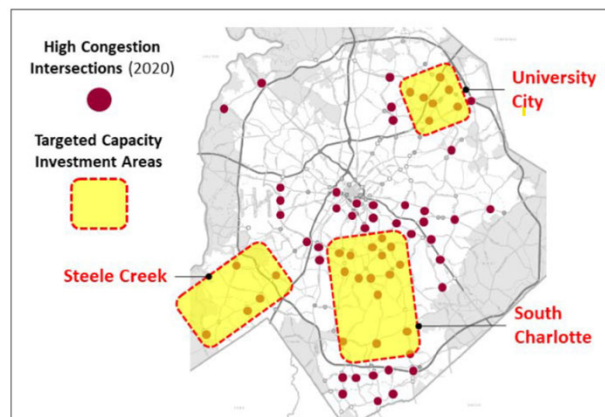 High Congestion
Intersections (2020)
Targeted Capacity
Investment Areas
University
City
Steele Creek
South
Charlotte